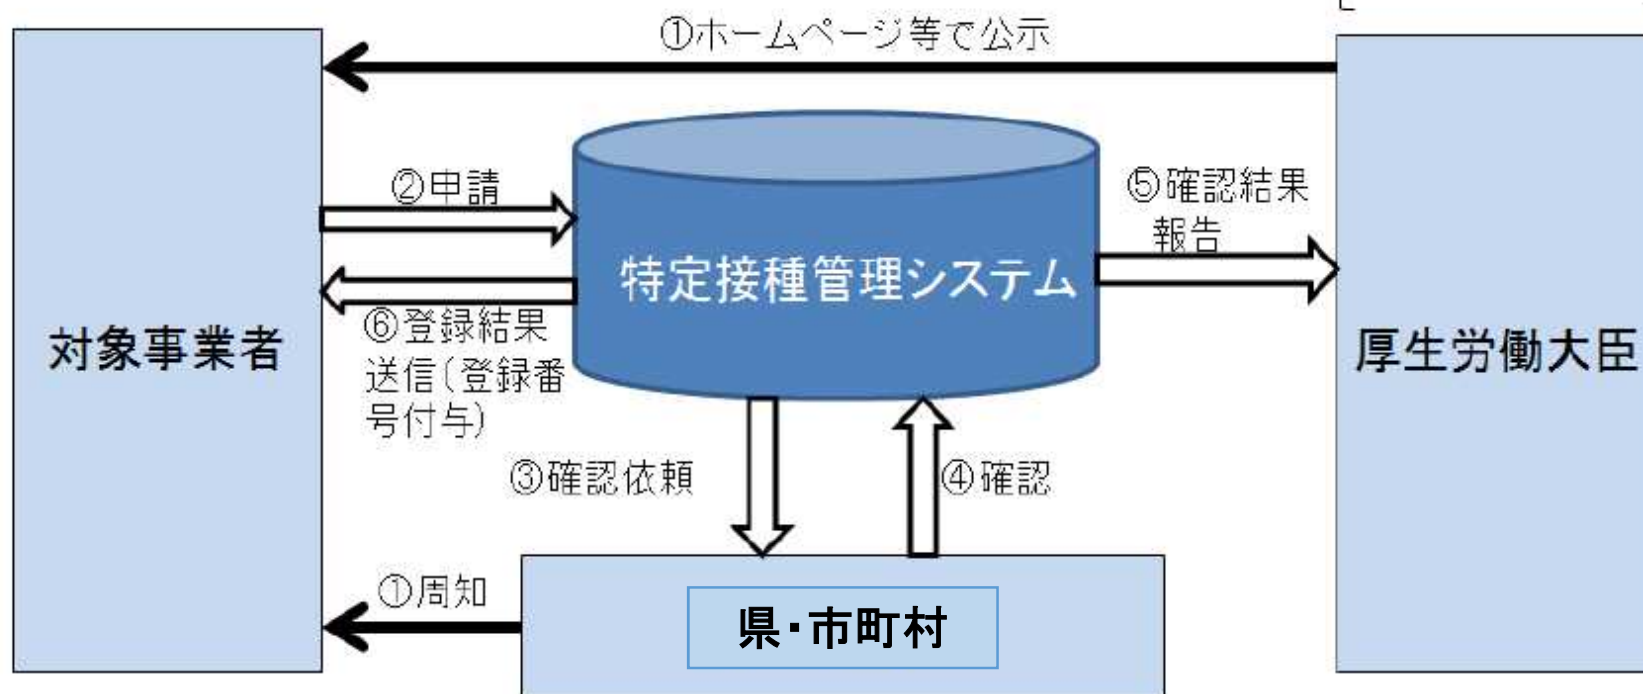 ①ホームページ等で公示
②申請
⑤確認結果
報告
特定接種管理システム
対象事業者
⑥登録結果
送信(登録番
号付与)
厚生労働大臣
③確認依頼
④確認
①周知
県・市町村